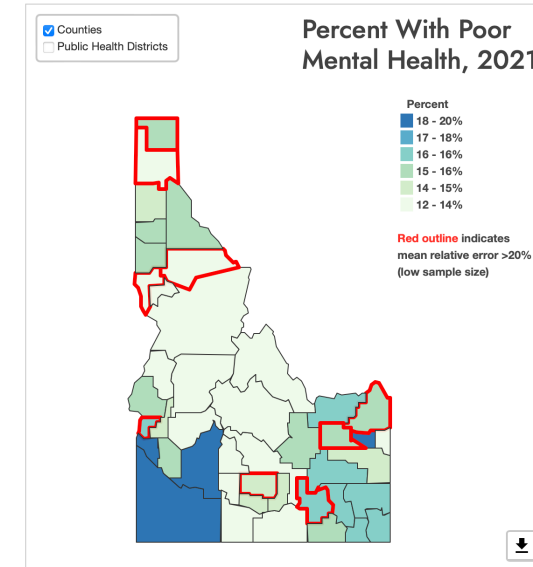 Counties
Public Health Districts
Percent With Poor
Mental Health, 2021
Percent
18 - 20%
17 - 18%
16 - 16%
15 - 16%
14 - 15%
12 - 14%
Red outline indicates
mean relative error >20%
(low sample size)